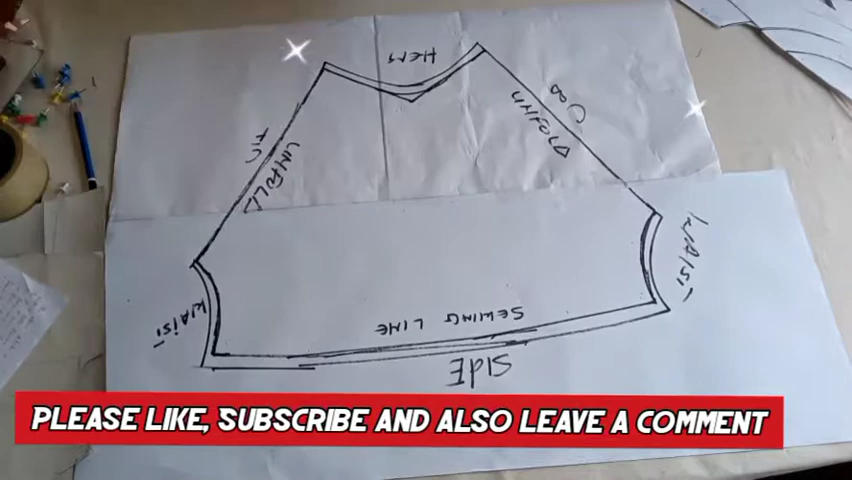 HEM
UNFOLD
UNFOLD
WAIST
WAIST
SEWING LINE
SIDE
PLEASE LIKE, SUBSCRIBE AND ALSO LEAVE A COMMENT